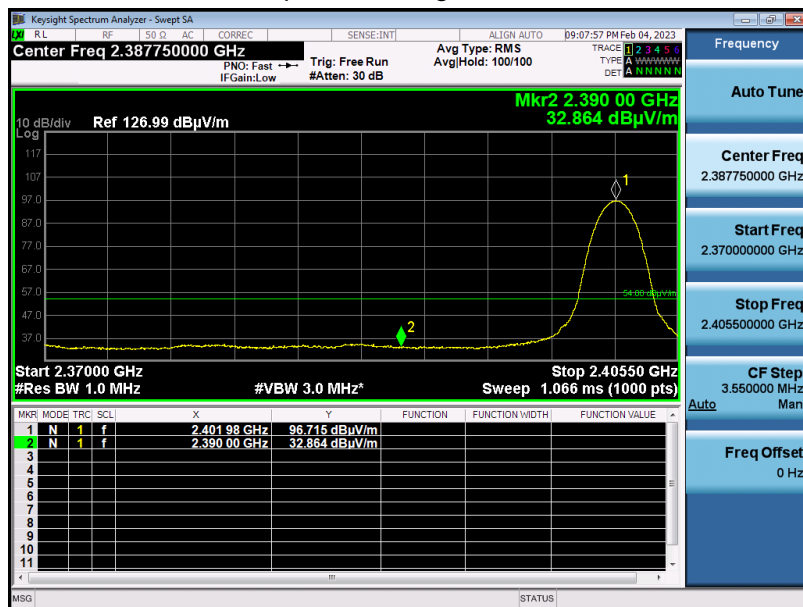 Keysight Spectrum Analyzer - Swept SA
LXI RL RF 50 Ω AC CORREC SENSE:INT ALIGN AUTO 09:07:57 PM Feb 04, 2023
Center Freq 2.387750000 GHz
PNO: Fast
IFGain:Low
Trig: Free Run
#Atten: 30 dB
Avg Type: RMS
Avg|Hold: 100/100
TRACE 1 2 3 4 5 6
TYPE A WWWWW
DET A N N N N N
Mkr2 2.390 00 GHz
32.864 dBµV/m
10 dB/div Ref 126.99 dBµV/m
Log
117
107
97.0
87.0
77.0
67.0
57.0
47.0
37.0
1
54.00 dBµV/m
2
Start 2.37000 GHz Stop 2.40550 GHz
#Res BW 1.0 MHz #VBW 3.0 MHz* Sweep 1.066 ms (1000 pts)
MKR MODE TRC SCL X Y FUNCTION FUNCTION WIDTH FUNCTION VALUE
1 N 1 f 2.401 98 GHz 96.715 dBµV/m
2 N 1 f 2.390 00 GHz 32.864 dBµV/m
3
4
5
6
7
8
9
10
11
MSG STATUS
Frequency
Auto Tune
Center Freq
2.387750000 GHz
Start Freq
2.370000000 GHz
Stop Freq
2.405500000 GHz
CF Step
3.550000 MHz
Auto Man
Freq Offset
0 Hz